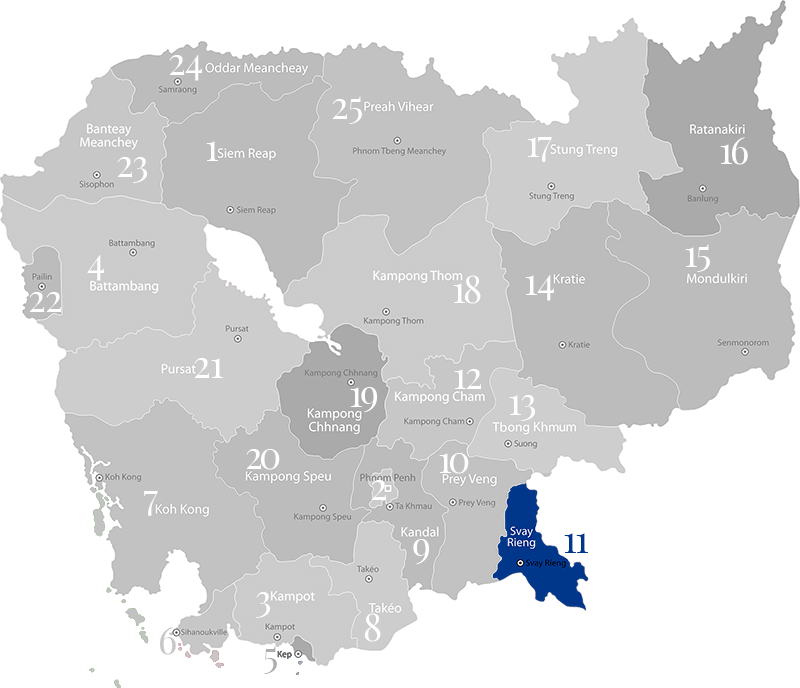 24 Oddar Meancheay
Samraong
25 Preah Vihear
Phnom Tbeng Meanchey
Banteay
Meanchey
23
Sisophon
1 Siem Reap
Siem Reap
17 Stung Treng
Stung Treng
Ratanakiri
16
Banlung
Battambang
4
Battambang
Pailin
22
Kampong Thom
18
Kampong Thom
14 Kratie
Kratie
15
Mondulkiri
Senmonorom
Pursat
Pursat 21
Kampong Chhnang
19
Kampong
Chhnang
12
Kampong Cham
Kampong Cham
13
Tbong Khmum
Suong
20
Kampong Speu
Kampong Speu
Phnom Penh
2
Ta Khmau
Kandal
9
10
Prey Veng
Prey Veng
Koh Kong
7 Koh Kong
Svay
Rieng
11
Svay Rieng
Takéo
Takéo
8
3 Kampot
Kampot
6 Sihanoukville
5 Kep